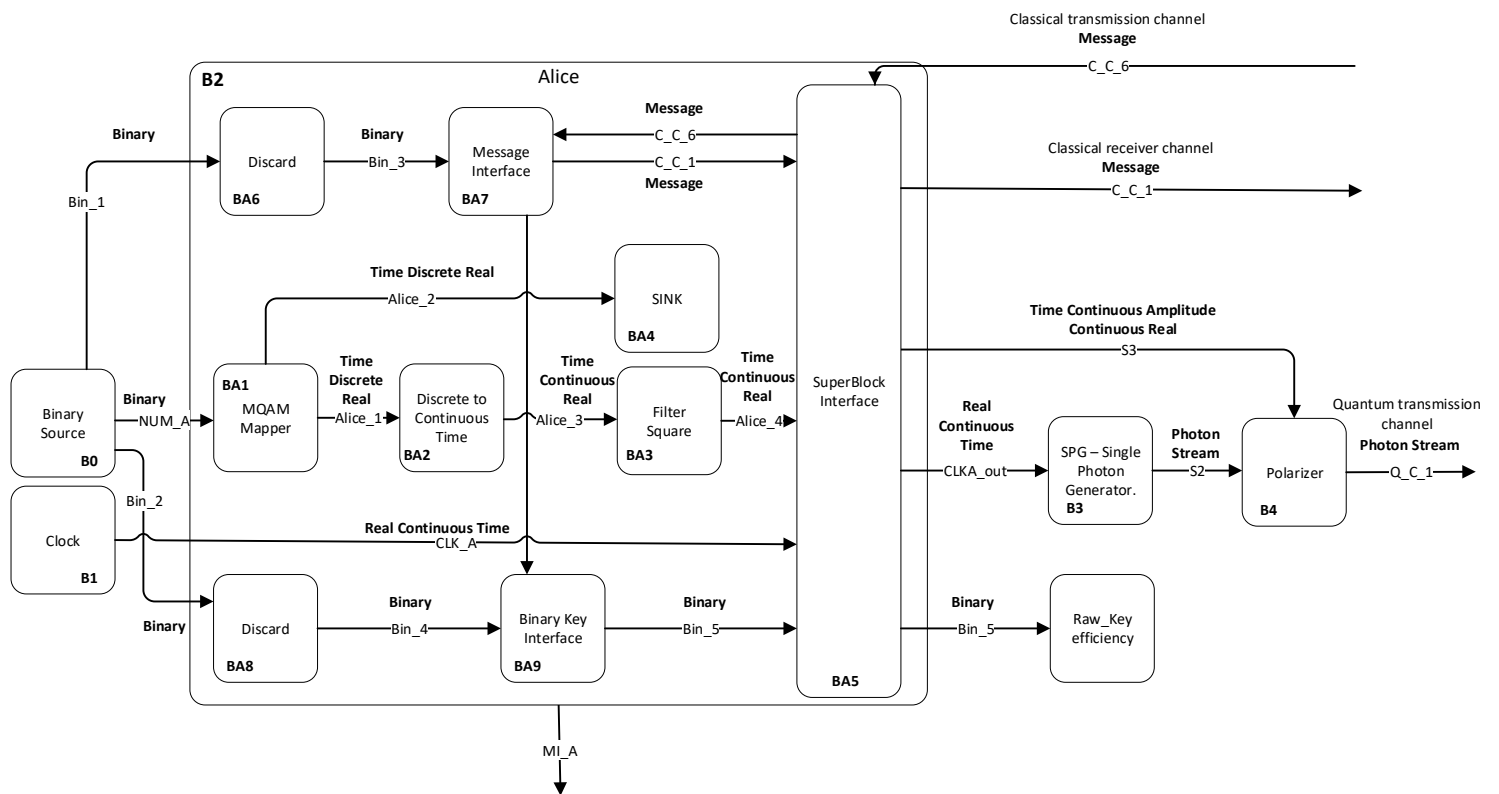 Classical transmission channel
Message
C_C_6
B2
Alice
Binary
Bin_1
Discard
BA6
Binary
Bin_3
Message
Interface
BA7
Message
C_C_6
C_C_1
Message
Classical receiver channel
Message
C_C_1
Time Discrete Real
Alice_2
SINK
BA4
Time Continuous Amplitude
Continuous Real
S3
Binary
Source
B0
Binary
NUM_A
BA1
MQAM
Mapper
Time
Discrete
Real
Alice_1
Discrete to
Continuous
Time
BA2
Time
Continuous
Real
Alice_3
Filter
Square
BA3
Time
Continuous
Real
Alice_4
SuperBlock
Interface
BA5
Real
Continuous
Time
CLKA_out
SPG – Single
Photon
Generator.
B3
Photon
Stream
S2
Polarizer
B4
Quantum transmission
channel
Photon Stream
Q_C_1
Bin_2
Clock
B1
Real Continuous Time
CLK_A
Binary
Discard
BA8
Binary
Bin_4
Binary Key
Interface
BA9
Binary
Bin_5
Binary
Bin_5
Raw_Key
efficiency
MI_A